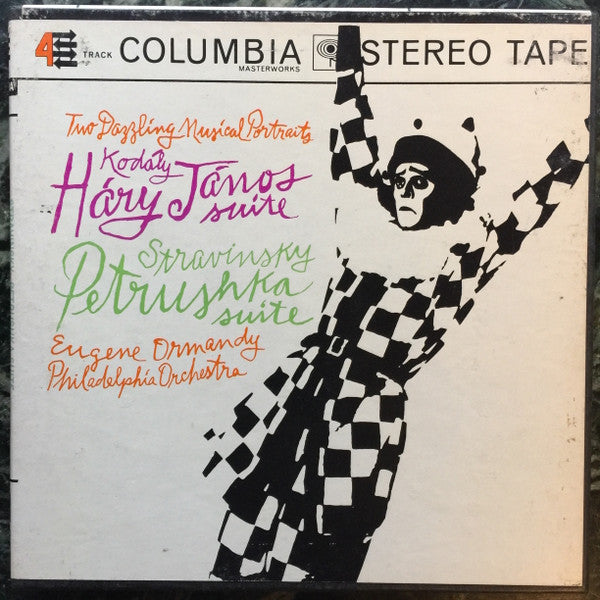 4 TRACK COLUMBIA STEREO TAPE
MASTERWORKS
Two Dazzling Musical Portraits
Kodály
Háry János
suite
Stravinsky
Petrushka
suite
Eugene Ormandy
Philadelphia Orchestra